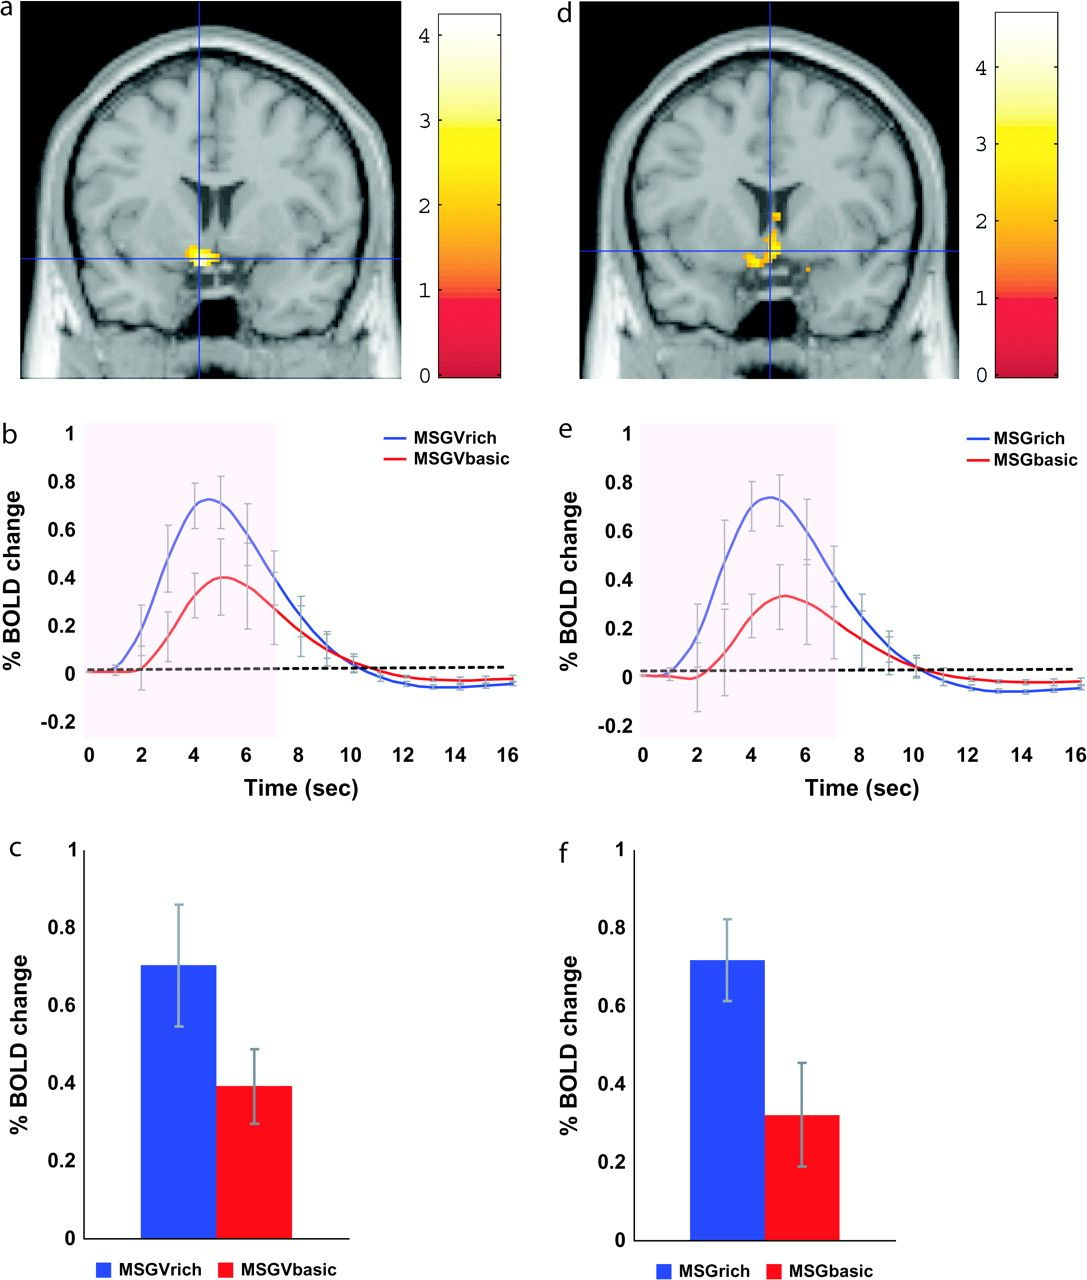 a
4
3
2
1
0
d
4
3
2
1
0
b
% BOLD change
1
0.8
0.6
0.4
0.2
0
-0.2
MSGVrich
MSGVbasic
0 2 4 6 8 10 12 14 16
Time (sec)
e
% BOLD change
1
0.8
0.6
0.4
0.2
0
-0.2
MSGrich
MSGbasic
0 2 4 6 8 10 12 14 16
Time (sec)
c
% BOLD change
1
0.8
0.6
0.4
0.2
0
MSGVrich MSGVbasic
f
% BOLD change
1
0.8
0.6
0.4
0.2
0
MSGrich MSGbasic